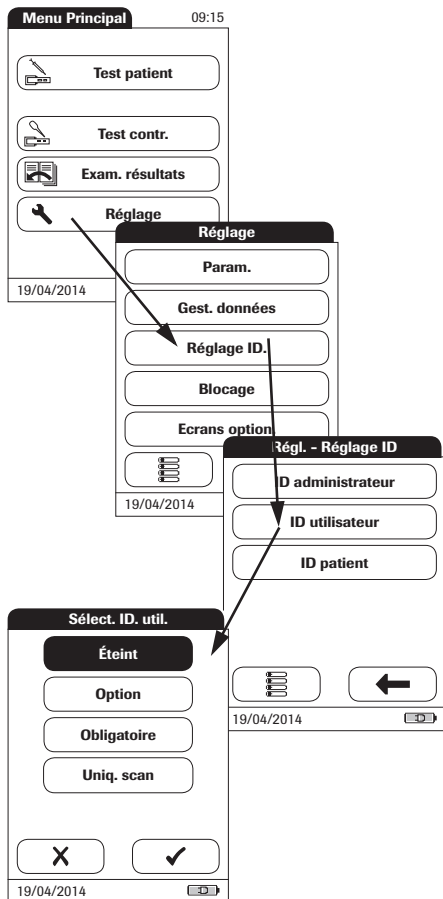 Menu Principal
09:15
Test patient
Test contr.
Exam. résultats
Réglage
19/04/2014
Réglage
Param.
Gest. données
Réglage ID.
Blocage
Ecrans option.
19/04/2014
Régl. - Réglage ID
ID administrateur
ID utilisateur
ID patient
19/04/2014
Sélect. ID. util.
Éteint
Option
Obligatoire
Uniq. scan
19/04/2014